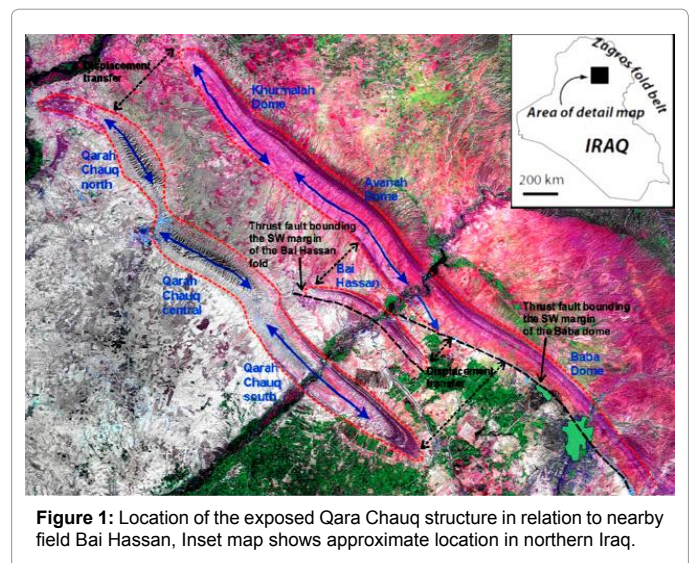 Displacement
transfer
Khurmalah
Dome
Qarah
Chauq
north
Avanah
Dome
Thrust fault bounding
the SW margin
of the Bai Hassan
fold
Bai
Hassan
Qarah
Chauq
central
Thrust fault bounding
the SW margin
of the Baba dome
Qarah
Chauq
south
Displacement
transfer
Baba
Dome
Zagros fold
belt
Area of detail map
IRAQ
200 km
Figure 1: Location of the exposed Qara Chauq structure in relation to nearby
field Bai Hassan, Inset map shows approximate location in northern Iraq.